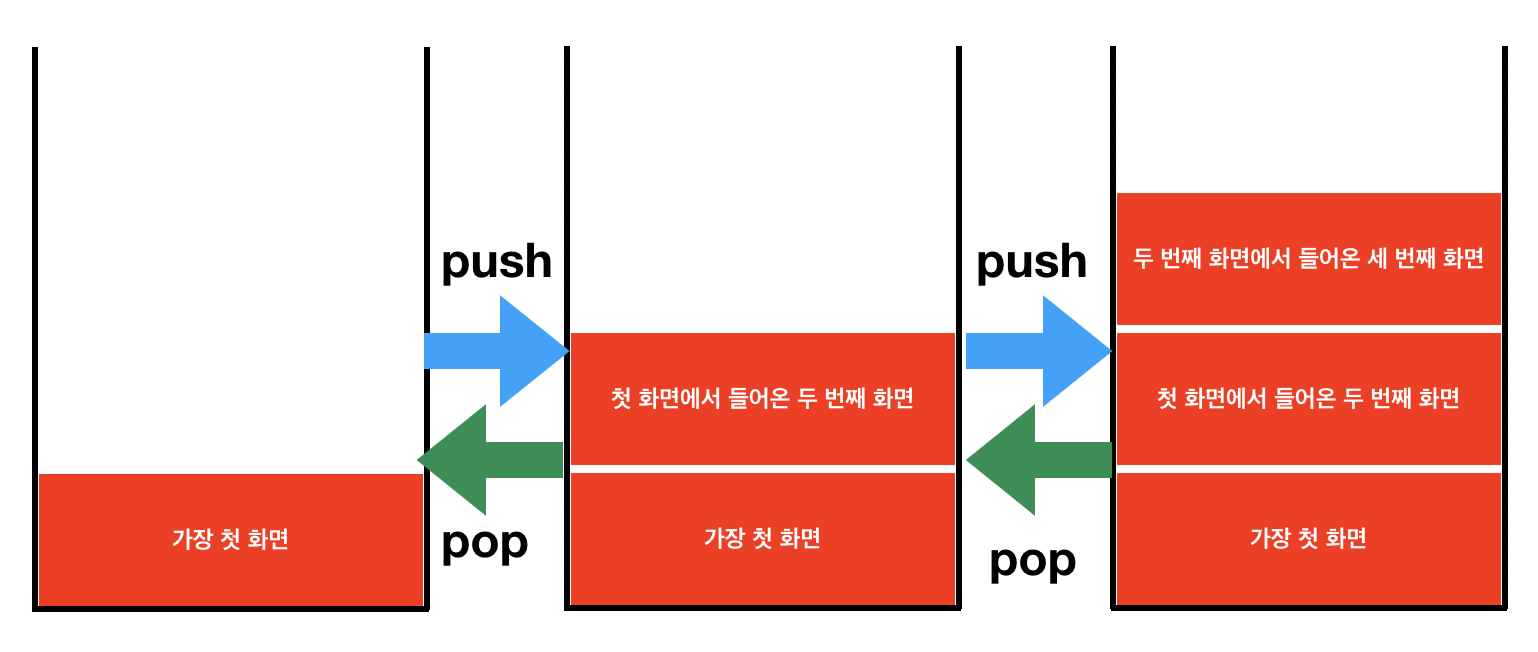 가장 첫 화면
push
pop
첫 화면에서 들어온 두 번째 화면
가장 첫 화면
push
pop
두 번째 화면에서 들어온 세 번째 화면
첫 화면에서 들어온 두 번째 화면
가장 첫 화면